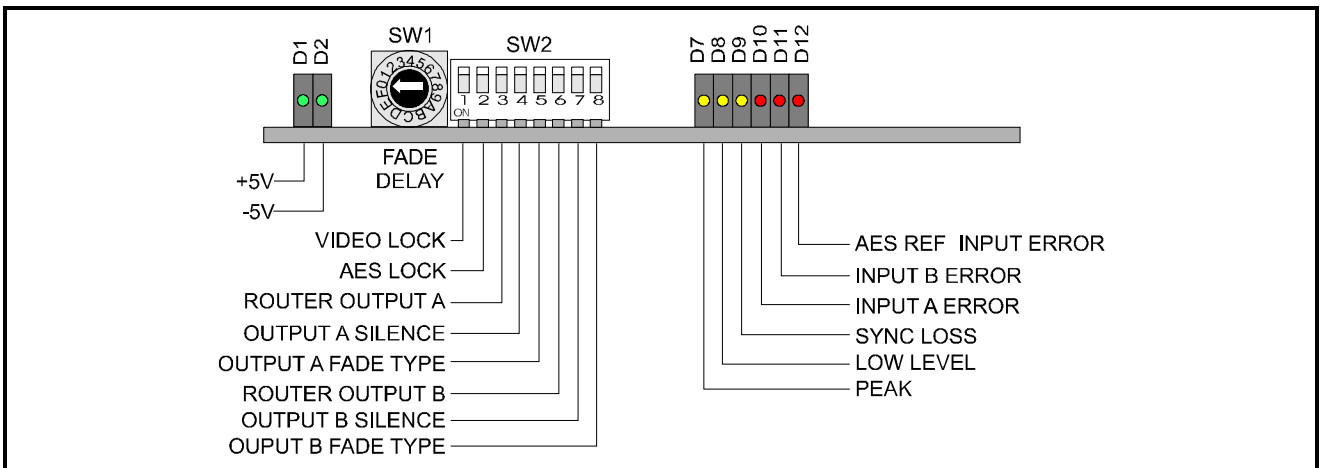 D1
D2
SW1
SW2
D7
D8
D9
D10
D11
D12
0123456789ABCDEF
1 2 3 4 5 6 7 8
ON
FADE
DELAY
+5V
-5V
VIDEO LOCK
AES LOCK
ROUTER OUTPUT A
OUTPUT A SILENCE
OUTPUT A FADE TYPE
ROUTER OUTPUT B
OUTPUT B SILENCE
OUPUT B FADE TYPE
AES REF INPUT ERROR
INPUT B ERROR
INPUT A ERROR
SYNC LOSS
LOW LEVEL
PEAK